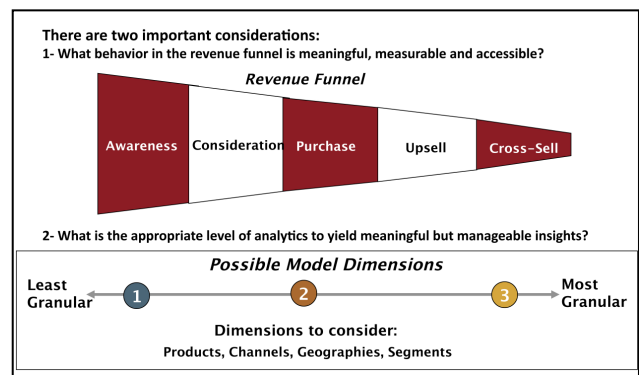 There are two important considerations:
1- What behavior in the revenue funnel is meaningful, measurable and accessible?
Revenue Funnel
Awareness Consideration Purchase Upsell Cross-Sell
2- What is the appropriate level of analytics to yield meaningful but manageable insights?
Possible Model Dimensions
Least Granular
1 2 3
Most Granular
Dimensions to consider:
Products, Channels, Geographies, Segments